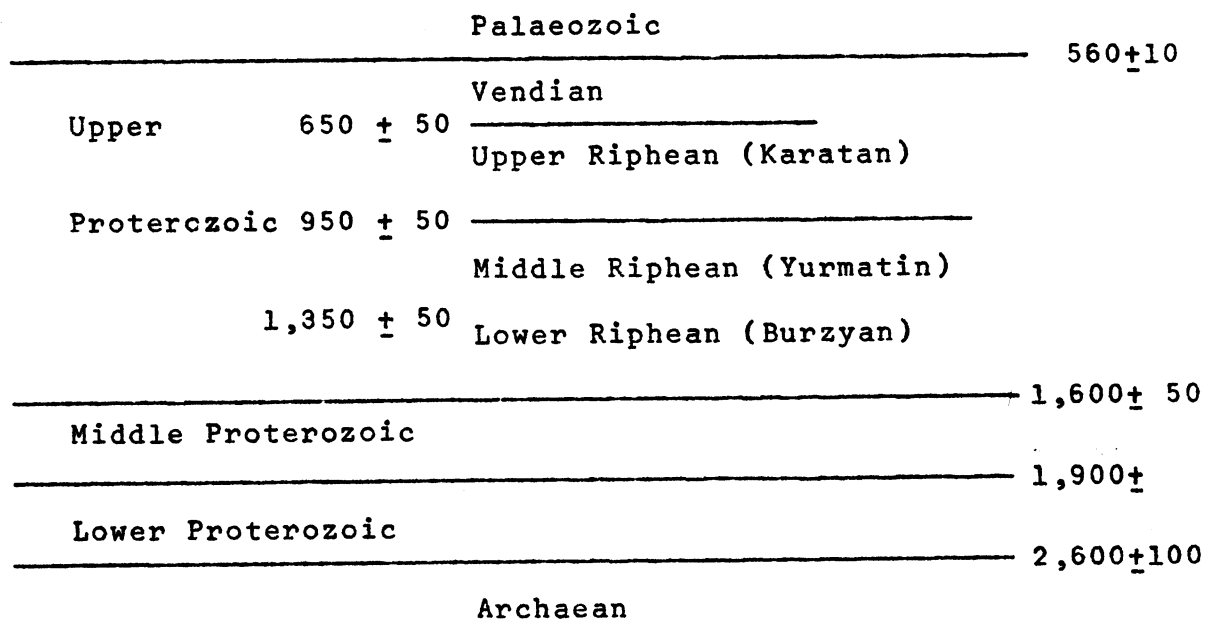 Palaeozoic
560±10
Vendian
Upper 650 ± 50
Upper Riphean (Karatan)
Proterczoic 950 ± 50
Middle Riphean (Yurmatin)
1,350 ± 50
Lower Riphean (Burzyan)
1,600± 50
Middle Proterozoic
1,900±
Lower Proterozoic
2,600±100
Archaean